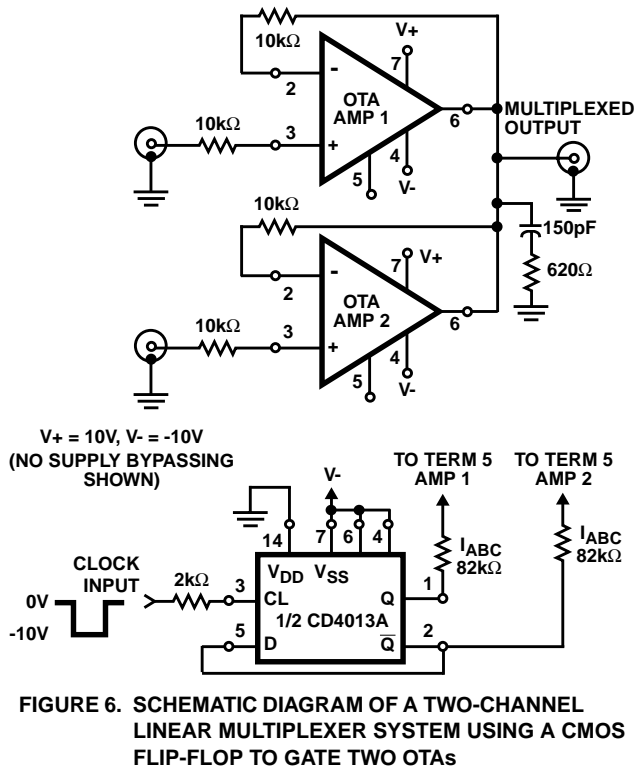 10kΩ
V+
7
-
2
OTA
AMP 1
6
MULTIPLEXED
OUTPUT
10kΩ
3
+
4
5
V-
10kΩ
150pF
7
V+
-
2
620Ω
OTA
AMP 2
6
10kΩ
3
+
4
5
V-
V+ = 10V, V- = -10V
(NO SUPPLY BYPASSING
SHOWN)
V-
TO TERM 5
AMP 1
TO TERM 5
AMP 2
14
7
6
4
IABC
82kΩ
IABC
82kΩ
CLOCK
INPUT
VDD
VSS
0V
-10V
2kΩ
3
CL
Q
1
1/2 CD4013A
5
D
Q̅
2
FIGURE 6. SCHEMATIC DIAGRAM OF A TWO-CHANNEL
LINEAR MULTIPLEXER SYSTEM USING A CMOS
FLIP-FLOP TO GATE TWO OTAs